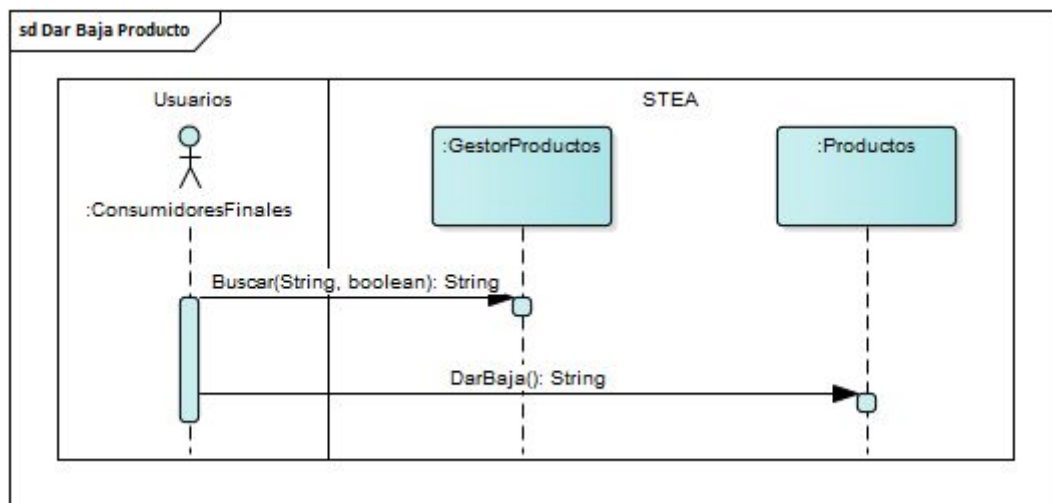 sd Dar Baja Producto
Usuarios
STEA
:GestorProductos
:Productos
:ConsumidoresFinales
Buscar(String, boolean): String
DarBaja(): String